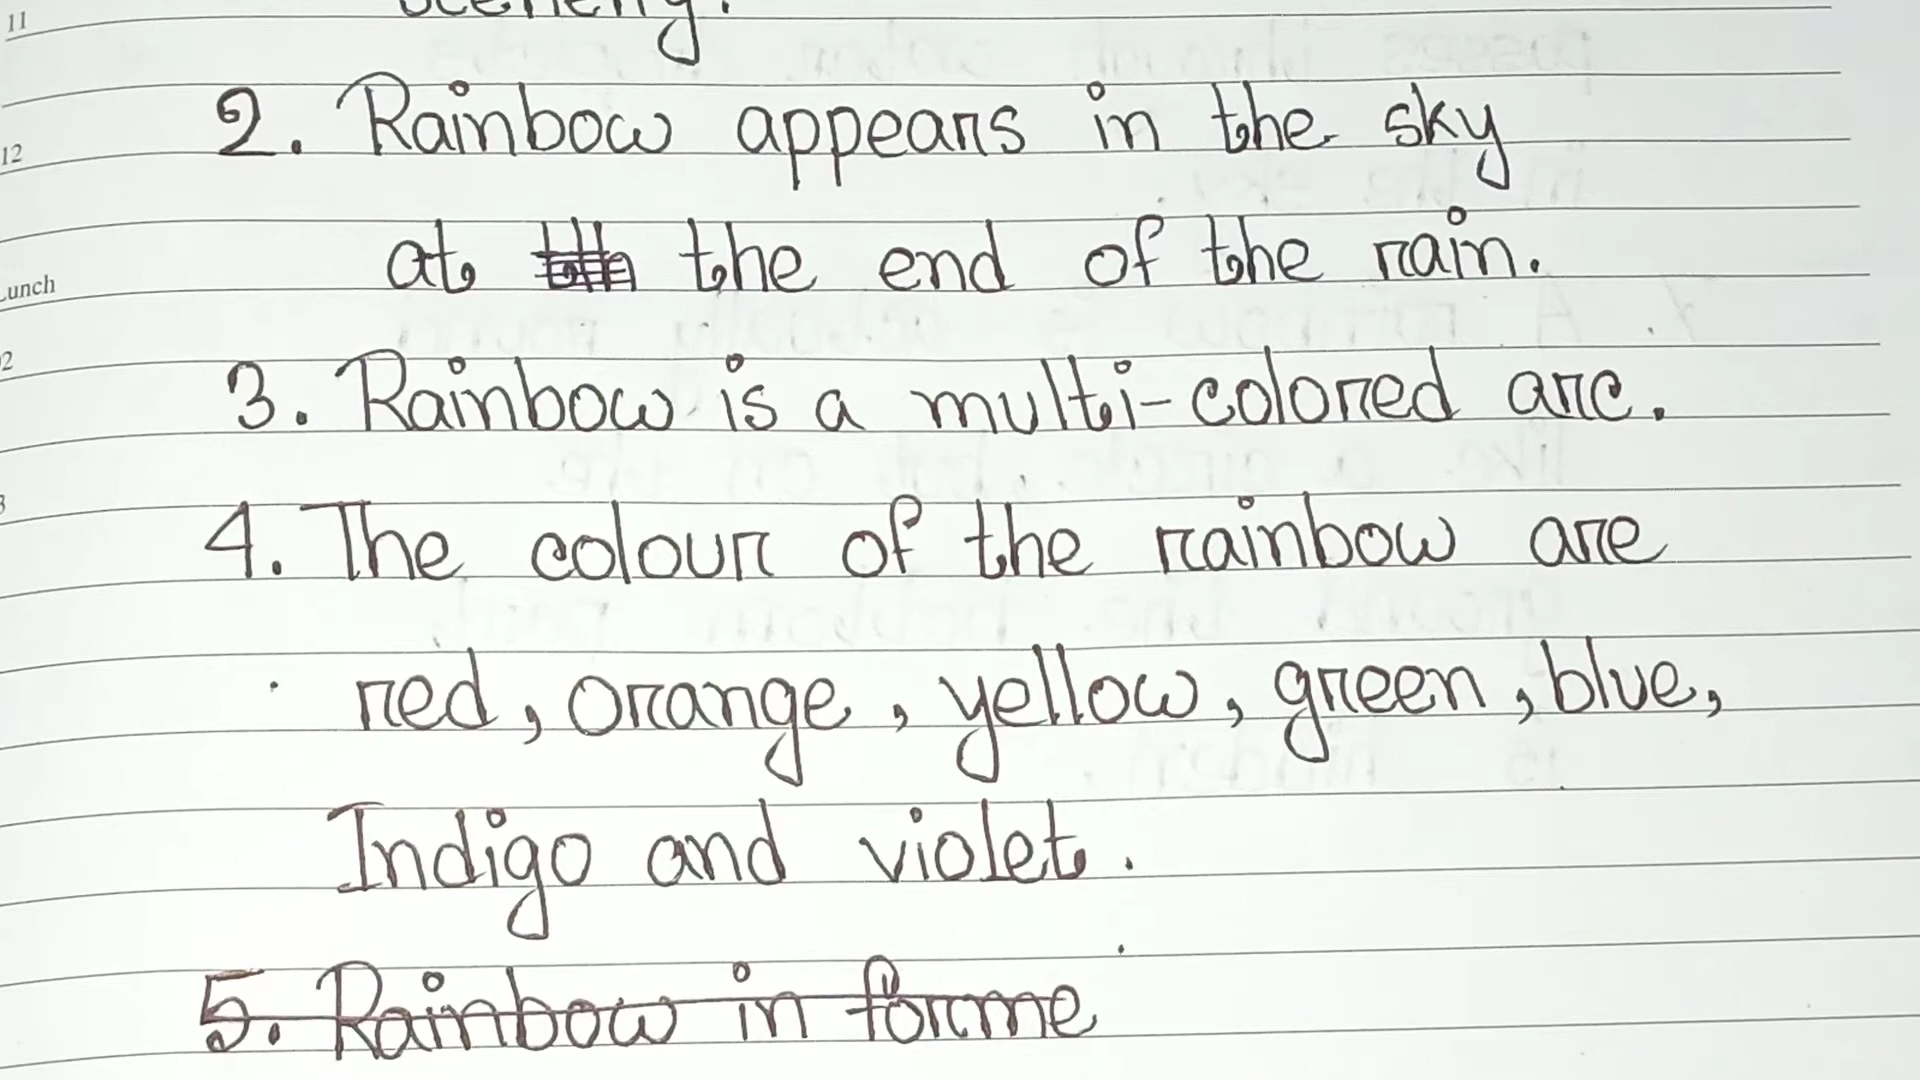 11
scenery.
2. Rainbow appears in the sky
12
at the end of the rain.
Lunch
3. Rainbow is a multi-colored arc.
2
4. The colour of the rainbow are
3
red, orange, yellow, green, blue,
Indigo and violet.
5. Rainbow in forme